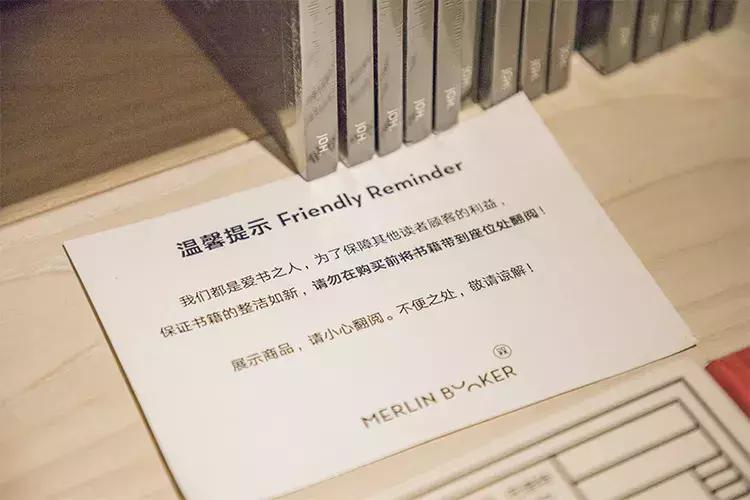 温馨提示 Friendly Reminder
我们都是爱书之人，为了保障其他读者顾客的利益，
保证书籍的整洁如新，请勿在购买前将书籍带到座位处翻阅！
展示商品，请小心翻阅。不便之处，敬请谅解！